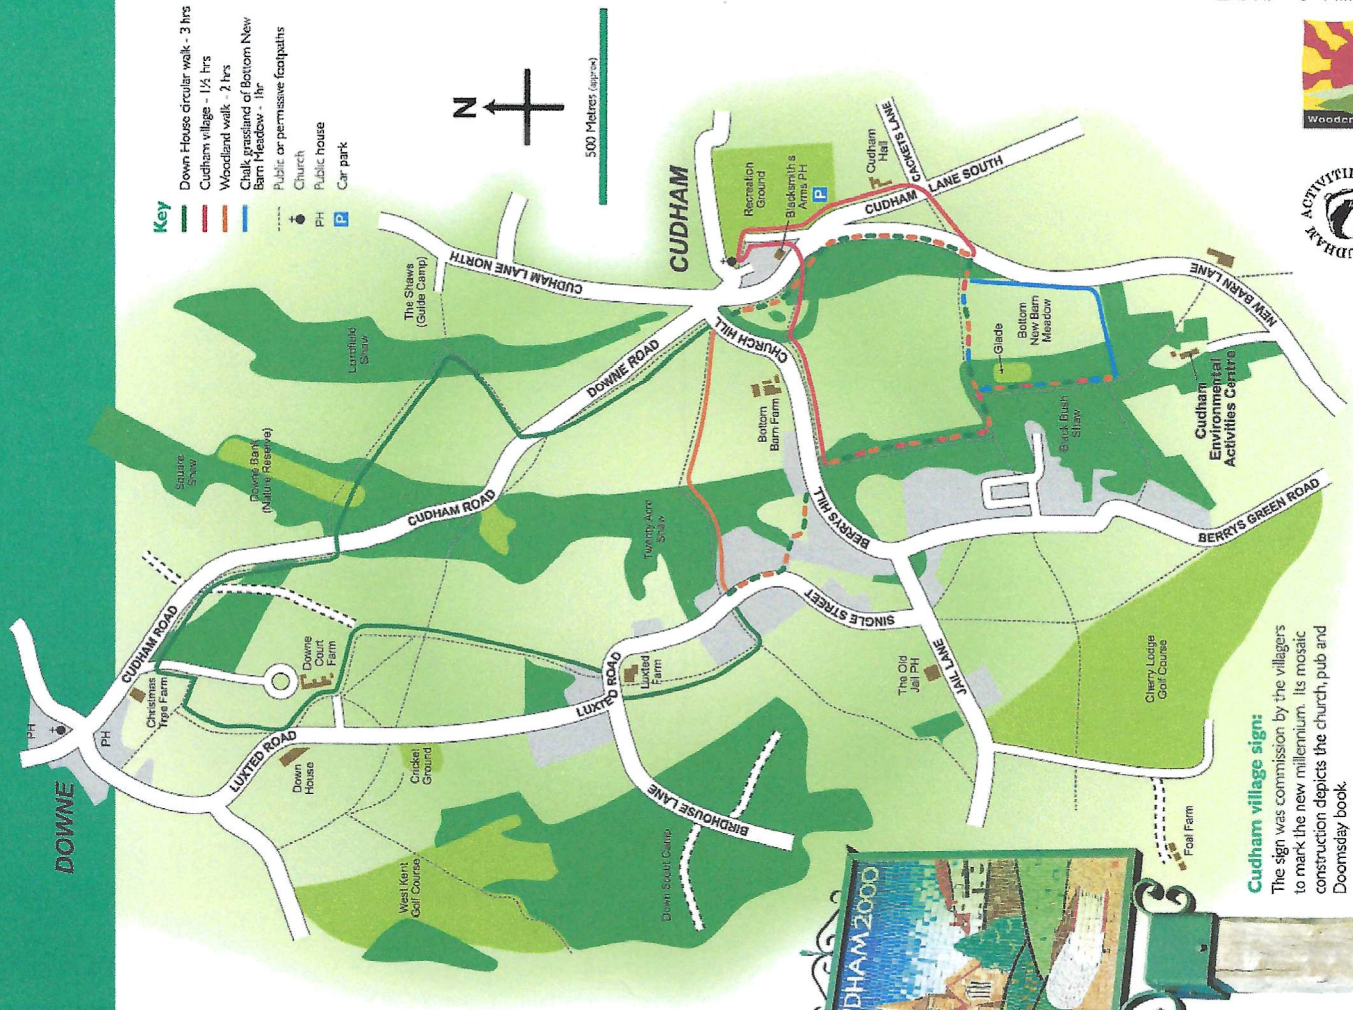 Key
Down House circular walk - 3 hrs
Cudham village - 1½ hrs
Woodland walk - 2 hrs
Chalk grassland of Bottom New
Barn Meadow - 1hr
Public or permissive footpaths
Church
PH Public house
P Car park
N
500 Metres (approx)
DOWNE
PH
PH
CUDHAM ROAD
Christmas
Tree Farm
Downe
Court
Farm
LUXTED ROAD
Down
House
Cricket
Ground
West Kent
Golf Course
Square
Shaw
Downe Bank
(Nature Reserve)
CUDHAM ROAD
Larrdfield
Shaw
The Shaws
(Guide Camp)
CUDHAM LANE NORTH
DOWNE ROAD
CUDHAM
CHURCH HILL
Recreation
Ground
Blacksmiths
Arms PH
P
Cudham
Hall
CACKETS LANE
CUDHAM LANE SOUTH
Bottom
Barn Farm
Twenty Acre
Shaw
BERRYS HILL
SINGLE STREET
LUXTED ROAD
Luxted
Farm
BIRDHOUSE LANE
Down Scout Camp
The Old
Jail PH
JAIL LANE
Glade
Bottom
New Barn
Meadow
Black Bush
Shaw
Cudham
Environmental
Activities Centre
NEW BARN LANE
BERRYS GREEN ROAD
Cherry Lodge
Golf Course
Foal Farm
Cudham village sign:
The sign was commission by the villagers
to mark the new millennium. Its mosaic
construction depicts the church, pub and
Doomsday book.
DHAM 2000
UDHAM ACTIVITIE